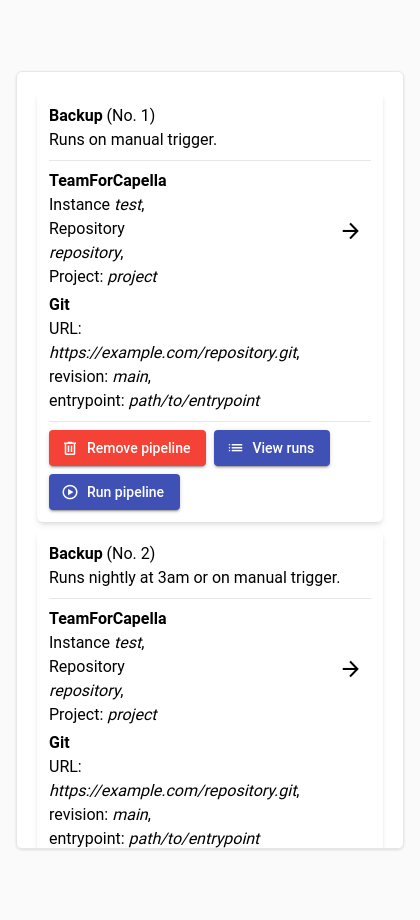 Backup (No. 1)
Runs on manual trigger.
TeamForCapella
Instance test,
Repository
repository,
Project: project
Git
URL:
https://example.com/repository.git,
revision: main,
entrypoint: path/to/entrypoint
Remove pipeline
View runs
Run pipeline
Backup (No. 2)
Runs nightly at 3am or on manual trigger.
TeamForCapella
Instance test,
Repository
repository,
Project: project
Git
URL:
https://example.com/repository.git,
revision: main,
entrypoint: path/to/entrypoint